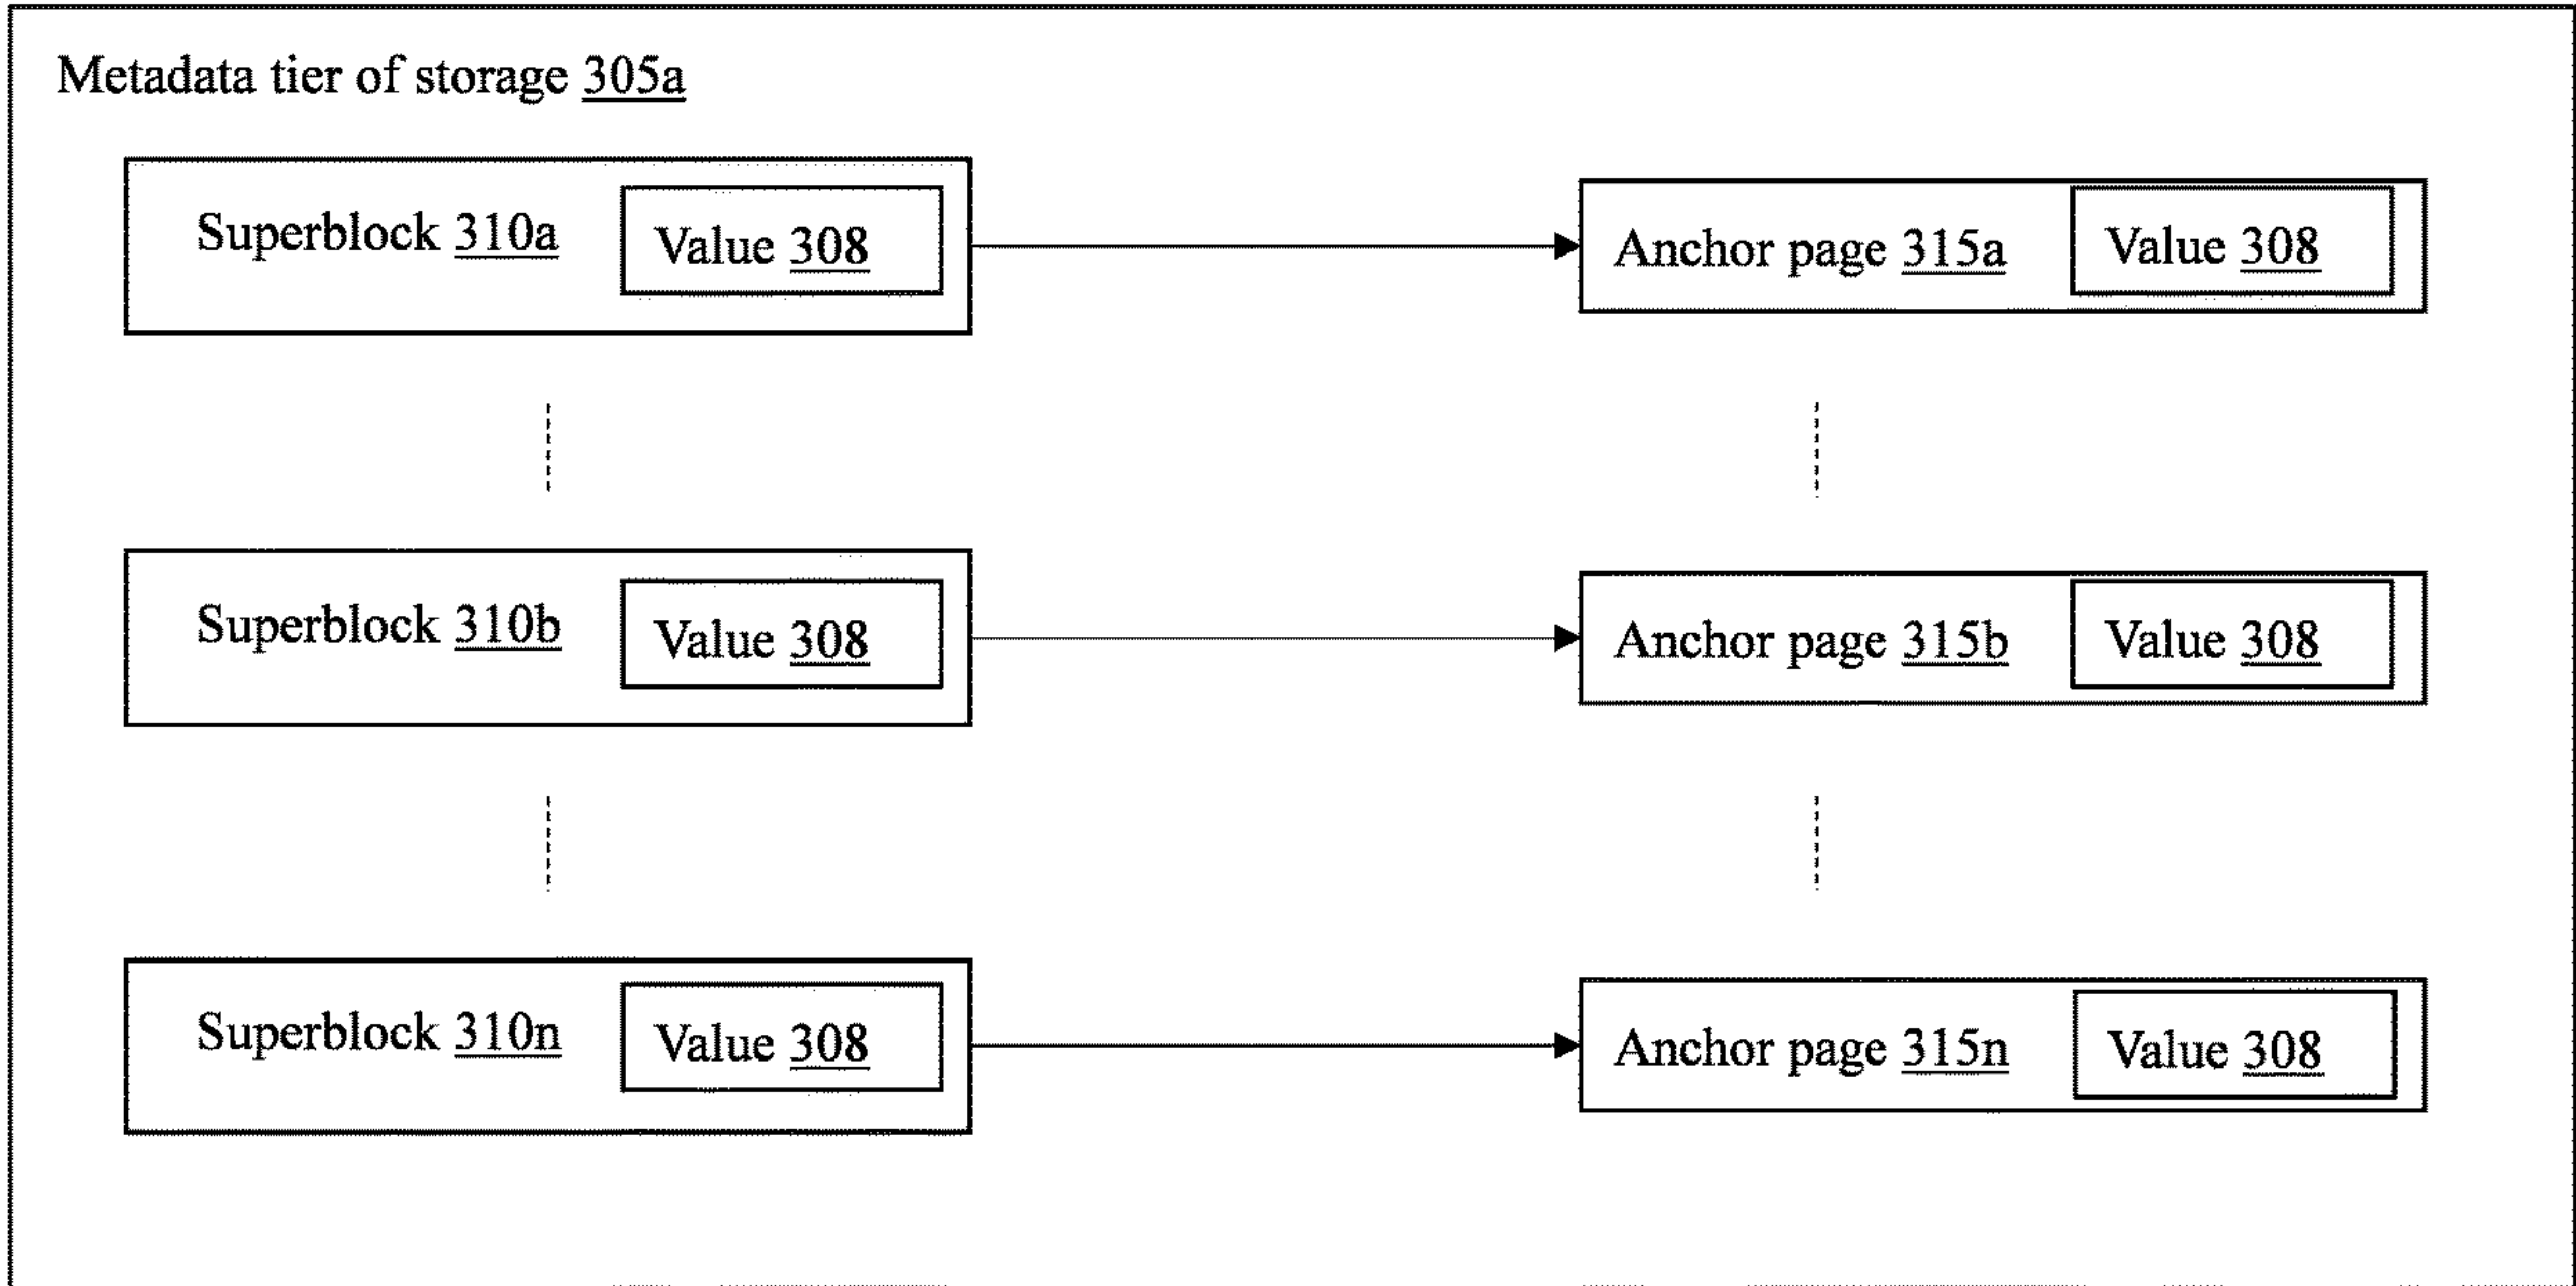 Metadata tier of storage 305a
Superblock 310a
Value 308
Anchor page 315a
Value 308
Superblock 310b
Value 308
Anchor page 315b
Value 308
Superblock 310n
Value 308
Anchor page 315n
Value 308